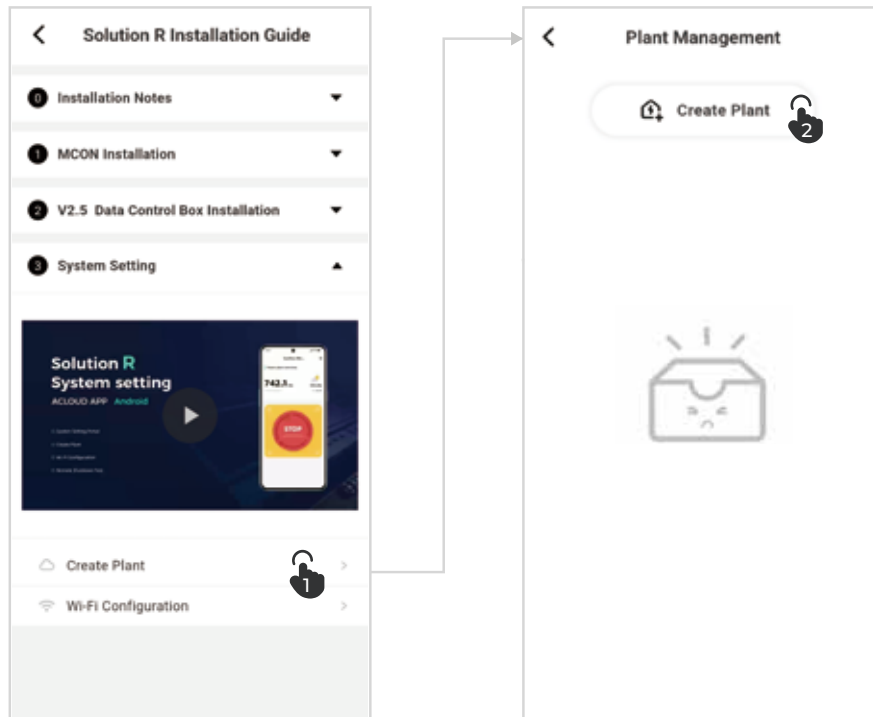 Solution R Installation Guide
0 Installation Notes
1 MCON Installation
2 V2.5 Data Control Box Installation
3 System Setting
Solution R
System setting
ACLOUD APP Android
742.1
STOP
Create Plant
1
Wi-Fi Configuration
Plant Management
Create Plant
2